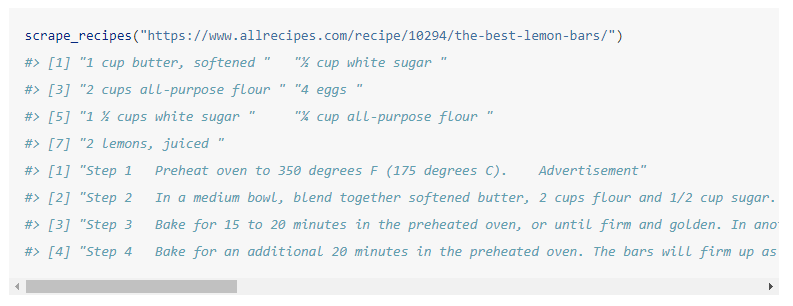 scrape_recipes("https://www.allrecipes.com/recipe/10294/the-best-lemon-bars/")
#> [1] "1 cup butter, softened "   "½ cup white sugar "
#> [3] "2 cups all-purpose flour " "4 eggs "
#> [5] "1 ½ cups white sugar "     "¼ cup all-purpose flour "
#> [7] "2 lemons, juiced "
#> [1] "Step 1   Preheat oven to 350 degrees F (175 degrees C).    Advertisement"
#> [2] "Step 2   In a medium bowl, blend together softened butter, 2 cups flour and 1/2 cup sugar.
#> [3] "Step 3   Bake for 15 to 20 minutes in the preheated oven, or until firm and golden. In ano
#> [4] "Step 4   Bake for an additional 20 minutes in the preheated oven. The bars will firm up as